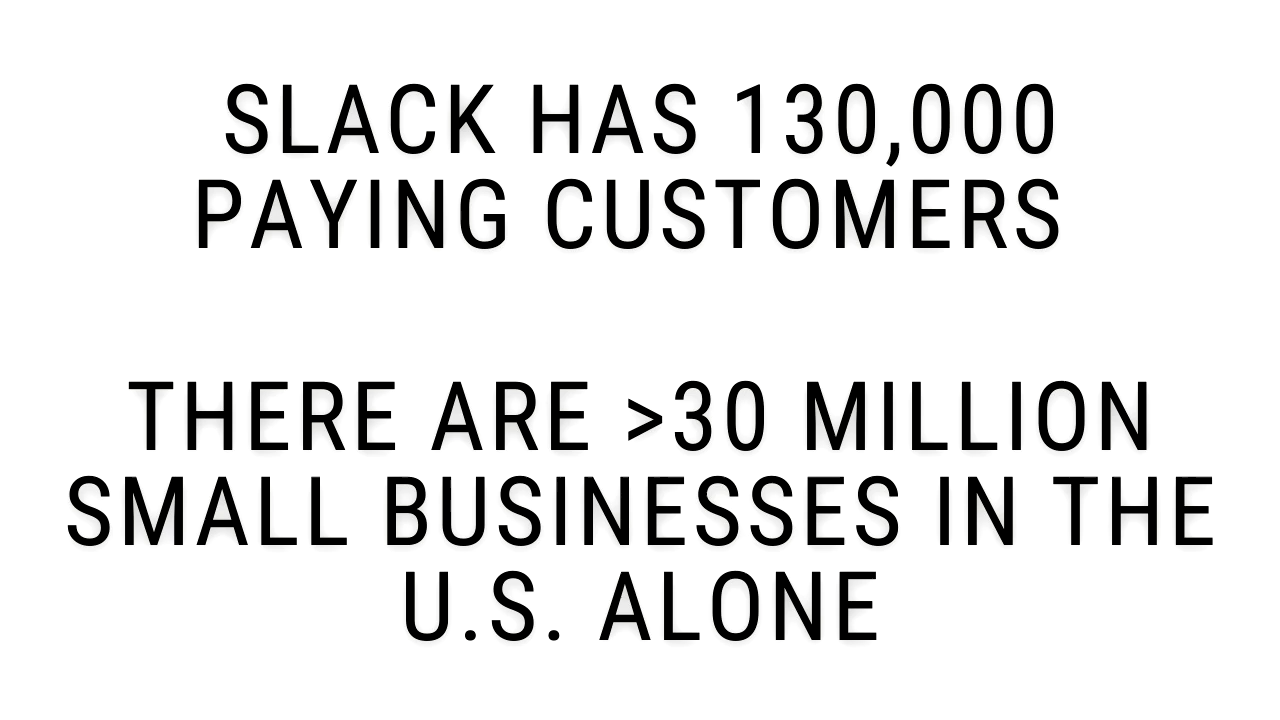 SLACK HAS 130,000
PAYING CUSTOMERS
THERE ARE >30 MILLION
SMALL BUSINESSES IN THE
U.S. ALONE